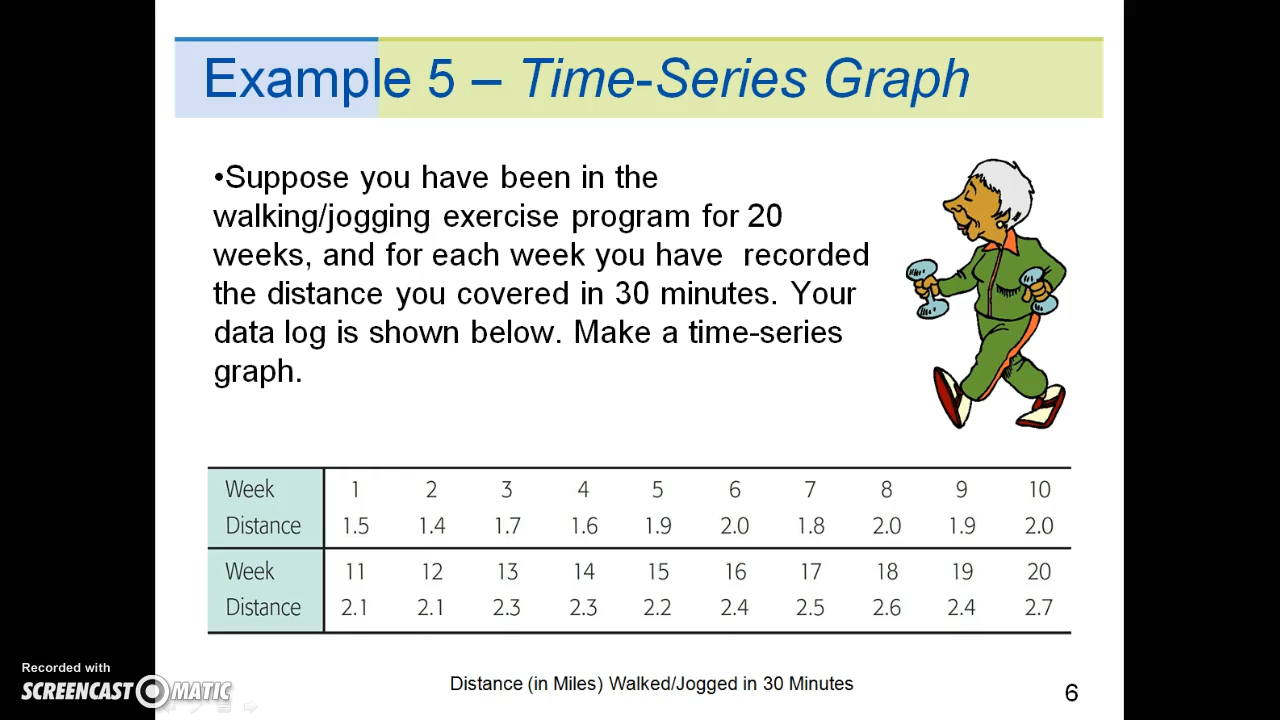 Example 5 – Time-Series Graph
•Suppose you have been in the
walking/jogging exercise program for 20
weeks, and for each week you have recorded
the distance you covered in 30 minutes. Your
data log is shown below. Make a time-series
graph.
Week 1 2 3 4 5 6 7 8 9 10
Distance 1.5 1.4 1.7 1.6 1.9 2.0 1.8 2.0 1.9 2.0
Week 11 12 13 14 15 16 17 18 19 20
Distance 2.1 2.1 2.3 2.3 2.2 2.4 2.5 2.6 2.4 2.7
Distance (in Miles) Walked/Jogged in 30 Minutes
6
Recorded with
SCREENCAST MATIC